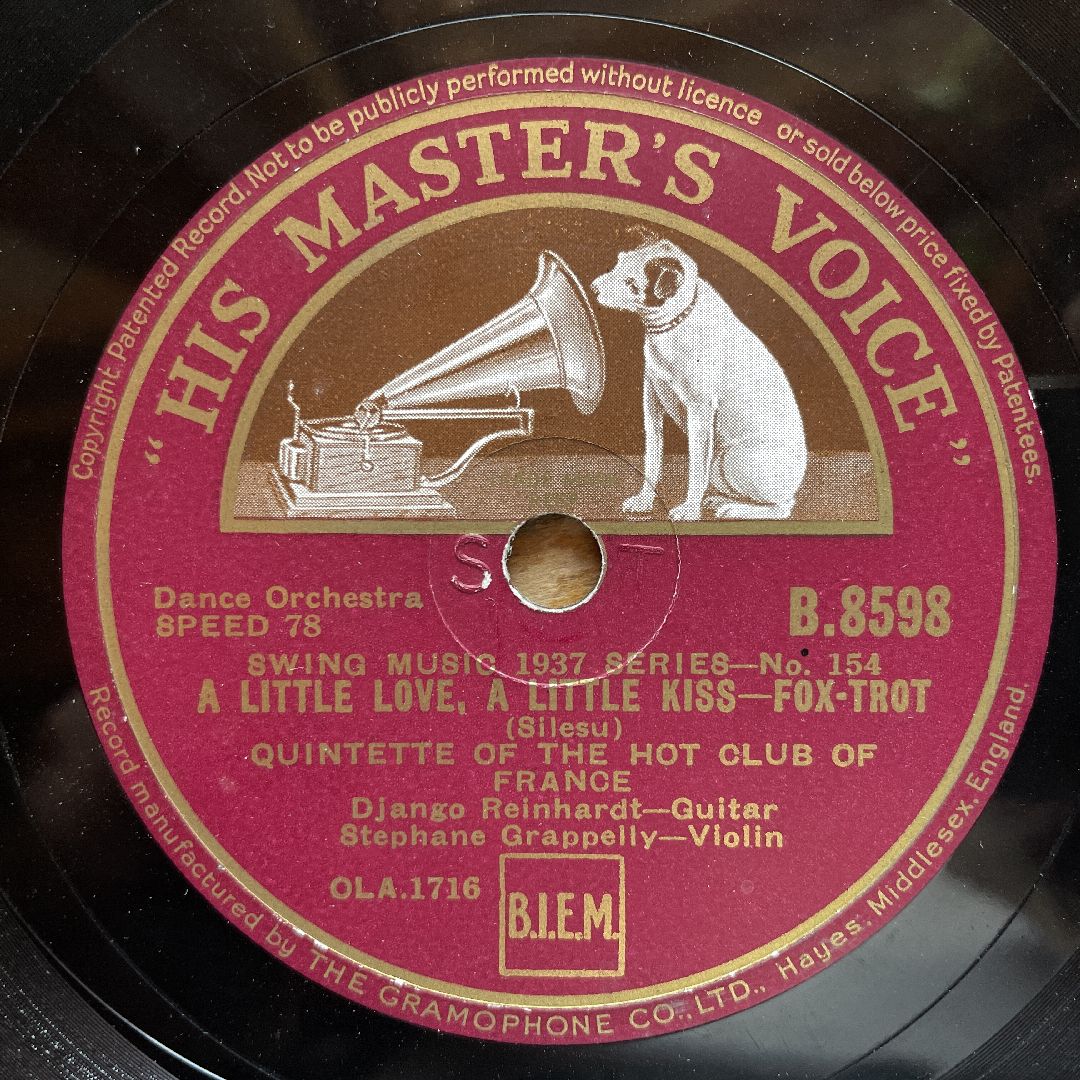 Copyright. Patented Record. Not to be publicly performed without licence or sold below price fixed by Patentees.
“HIS MASTER'S VOICE”
S T
Dance Orchestra
SPEED 78
B.8598
SWING MUSIC 1937 SERIES—No. 154
A LITTLE LOVE, A LITTLE KISS—FOX-TROT
(Silesu)
QUINTETTE OF THE HOT CLUB OF
FRANCE
Django Reinhardt—Guitar
Stephane Grappelly—Violin
OLA.1716
B.I.E.M.
Record manufactured by THE GRAMOPHONE CO., LTD., Hayes, Middlesex, England.